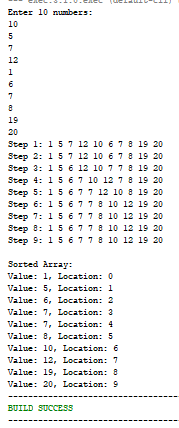 --- exec:3.1.0:exec (default-cli)
Enter 10 numbers:
10
5
7
12
1
6
7
8
19
20
Step 1: 1 5 7 12 10 6 7 8 19 20
Step 2: 1 5 7 12 10 6 7 8 19 20
Step 3: 1 5 6 12 10 7 7 8 19 20
Step 4: 1 5 6 7 10 12 7 8 19 20
Step 5: 1 5 6 7 7 12 10 8 19 20
Step 6: 1 5 6 7 7 8 10 12 19 20
Step 7: 1 5 6 7 7 8 10 12 19 20
Step 8: 1 5 6 7 7 8 10 12 19 20
Step 9: 1 5 6 7 7 8 10 12 19 20
Sorted Array:
Value: 1, Location: 0
Value: 5, Location: 1
Value: 6, Location: 2
Value: 7, Location: 3
Value: 7, Location: 4
Value: 8, Location: 5
Value: 10, Location: 6
Value: 12, Location: 7
Value: 19, Location: 8
Value: 20, Location: 9
------------------------------------
BUILD SUCCESS
------------------------------------